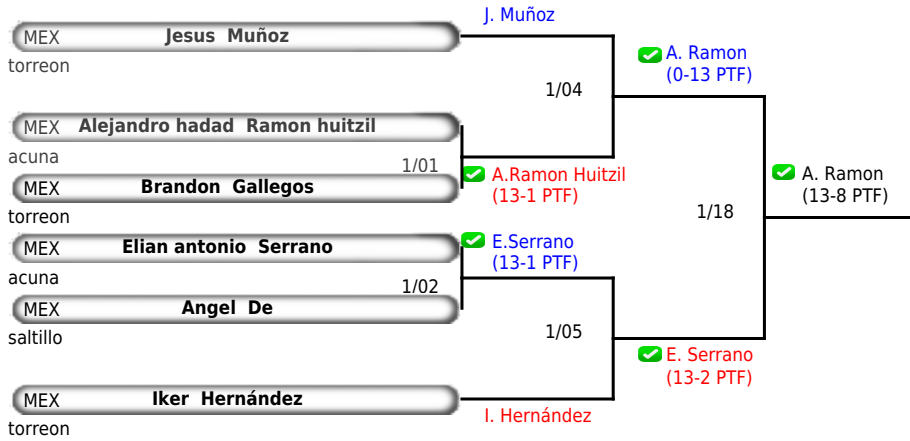 J. Muñoz
MEX Jesus Muñoz
torreon
A. Ramon
(0-13 PTF)
1/04
MEX Alejandro hadad Ramon huitzil
acuna
1/01
A.Ramon Huitzil
(13-1 PTF)
MEX Brandon Gallegos
torreon
A. Ramon
(13-8 PTF)
1/18
MEX Elian antonio Serrano
acuna
E.Serrano
(13-1 PTF)
1/02
MEX Angel De
saltillo
1/05
E. Serrano
(13-2 PTF)
MEX Iker Hernández
torreon
I. Hernández